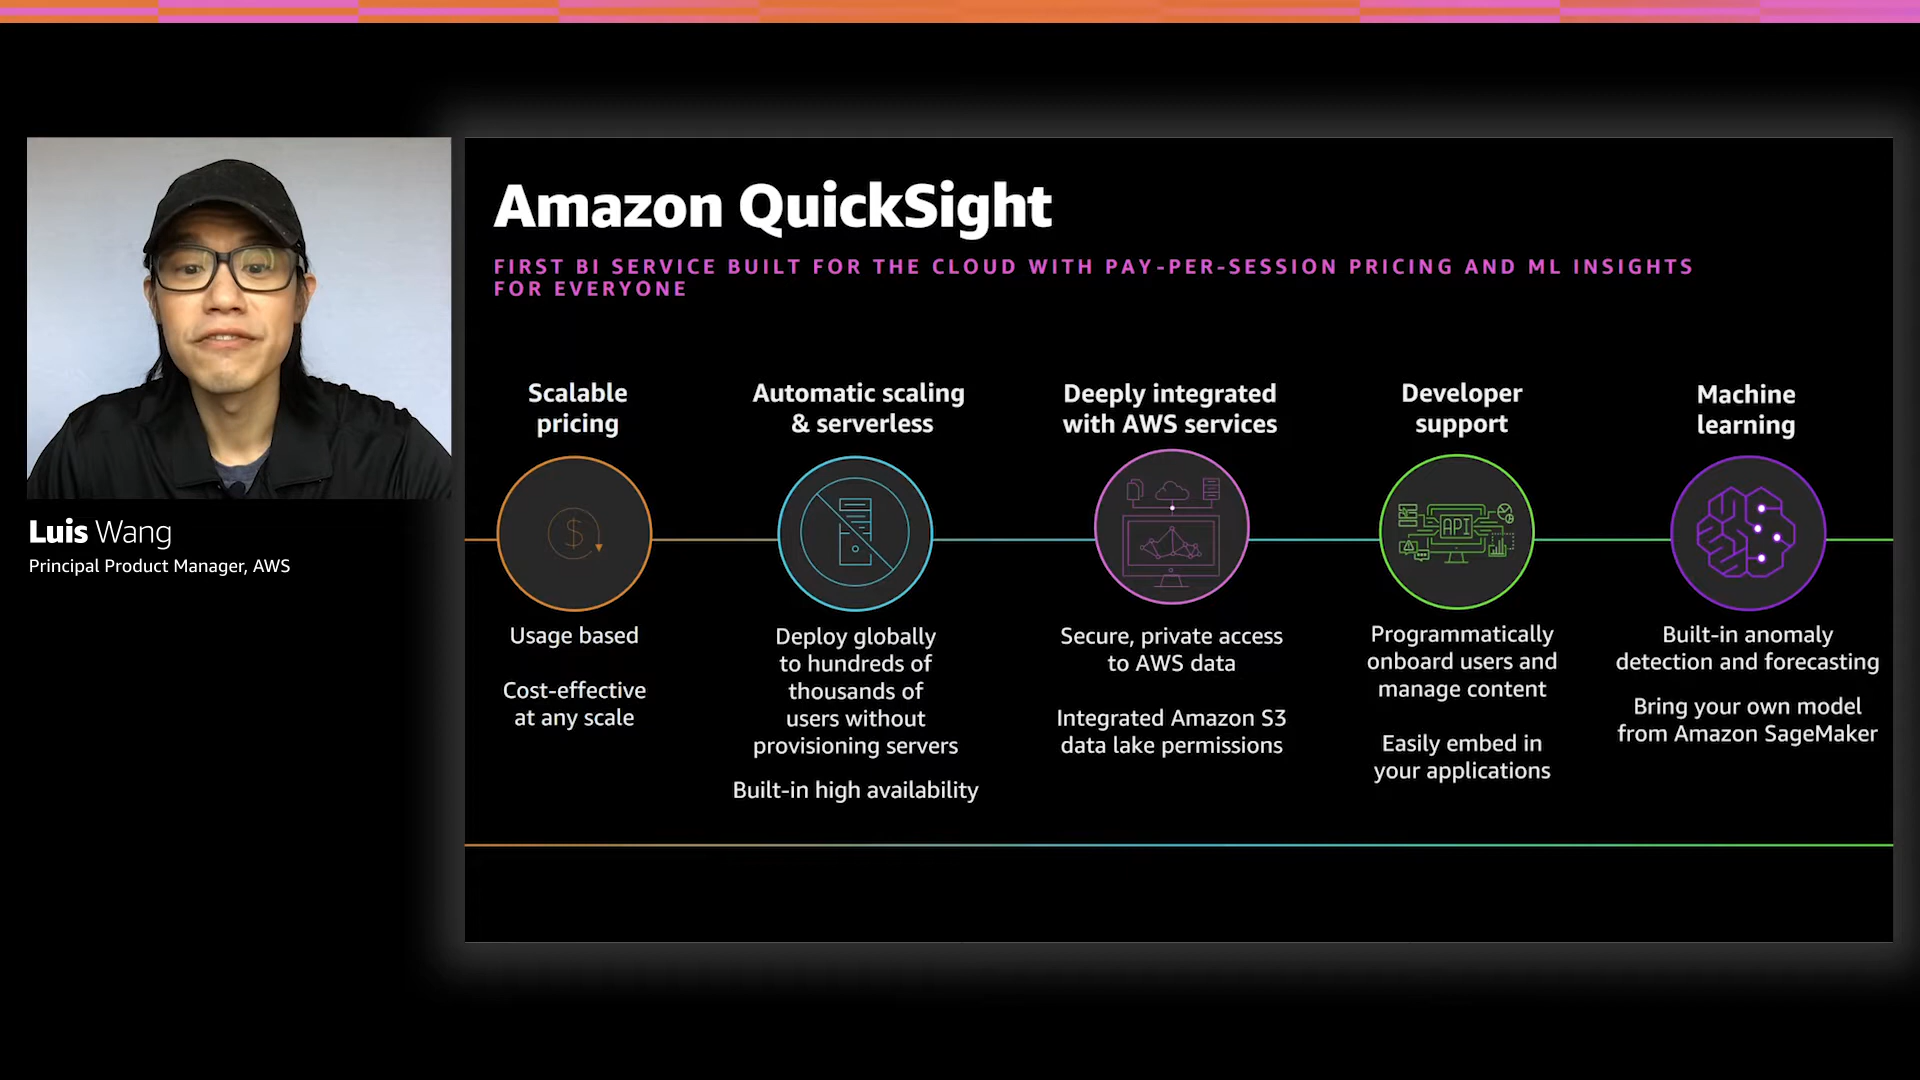 Luis Wang
Principal Product Manager, AWS
Amazon QuickSight
FIRST BI SERVICE BUILT FOR THE CLOUD WITH PAY-PER-SESSION PRICING AND ML INSIGHTS
FOR EVERYONE
Scalable
pricing
$
Usage based
Cost-effective
at any scale
Automatic scaling
& serverless
Deploy globally
to hundreds of
thousands of
users without
provisioning servers
Built-in high availability
Deeply integrated
with AWS services
Secure, private access
to AWS data
Integrated Amazon S3
data lake permissions
Developer
support
API
Programmatically
onboard users and
manage content
Easily embed in
your applications
Machine
learning
Built-in anomaly
detection and forecasting
Bring your own model
from Amazon SageMaker